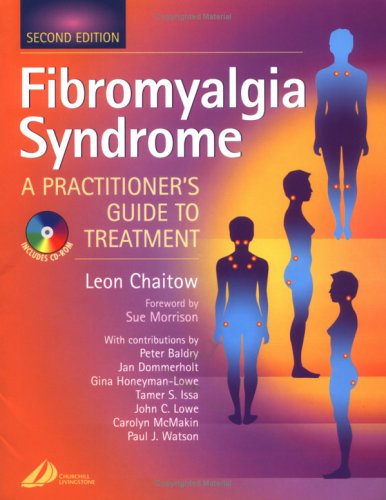 SECOND EDITION
Fibromyalgia
Syndrome
A PRACTITIONER'S
GUIDE TO
TREATMENT
INCLUDES CD-ROM
Leon Chaitow
Foreword by
Sue Morrison
With contributions by
Peter Baldry
Jan Dommerholt
Gina Honeyman-Lowe
Tamer S. Issa
John C. Lowe
Carolyn McMakin
Paul J. Watson
CHURCHILL
LIVINGSTONE